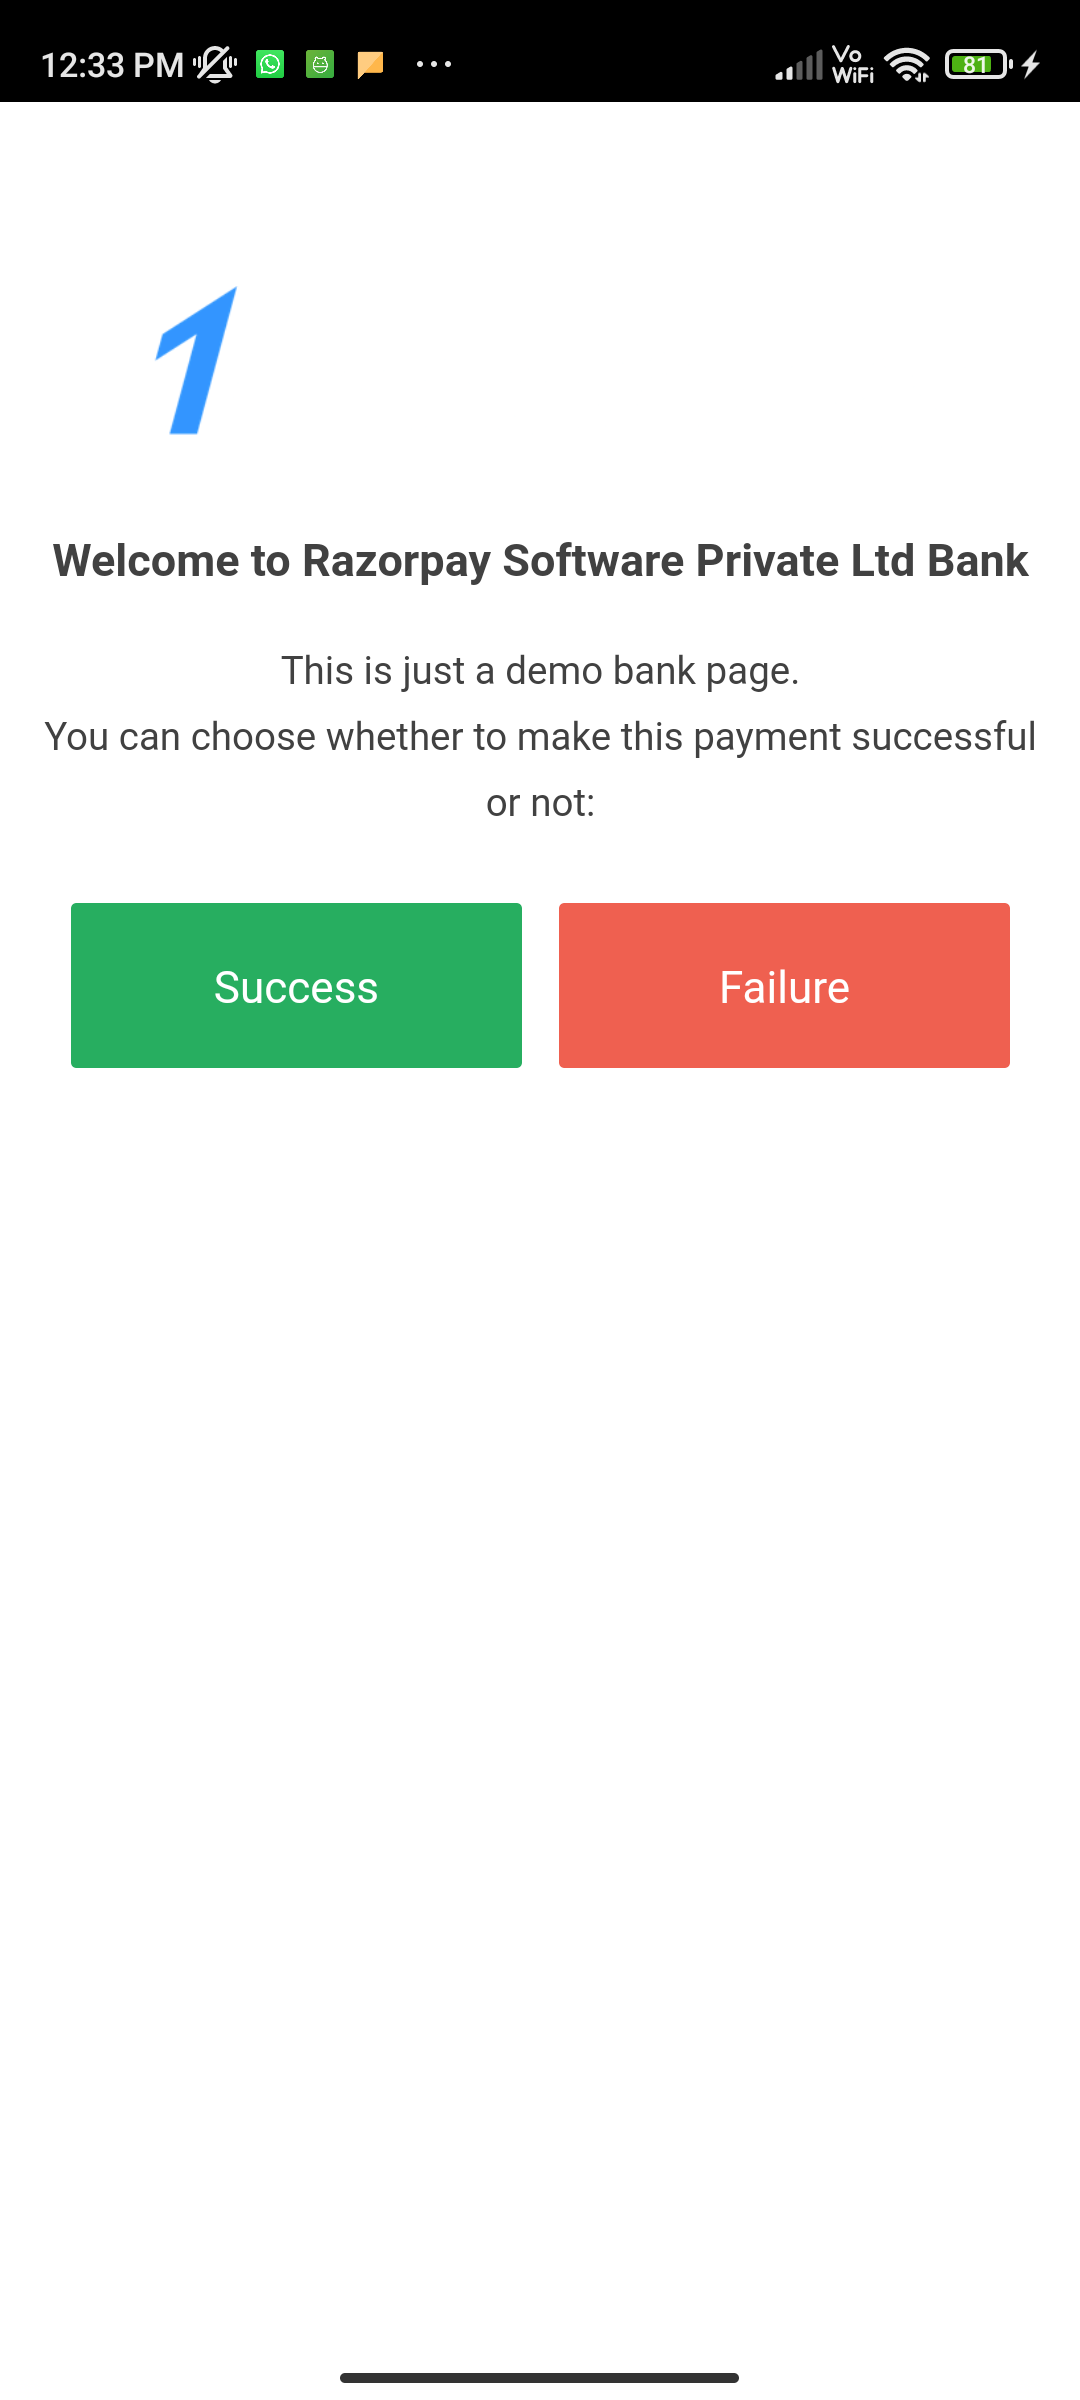 12:33 PM
Vo
WiFi
81
1
Welcome to Razorpay Software Private Ltd Bank
This is just a demo bank page.
You can choose whether to make this payment successful
or not:
Success
Failure